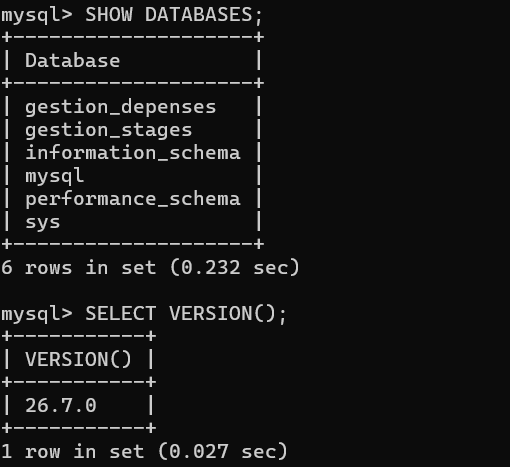 mysql> SHOW DATABASES;
+--------------------+
| Database           |
+--------------------+
| gestion_depenses   |
| gestion_stages     |
| information_schema |
| mysql              |
| performance_schema |
| sys                |
+--------------------+
6 rows in set (0.232 sec)

mysql> SELECT VERSION();
+-----------+
| VERSION() |
+-----------+
| 26.7.0    |
+-----------+
1 row in set (0.027 sec)